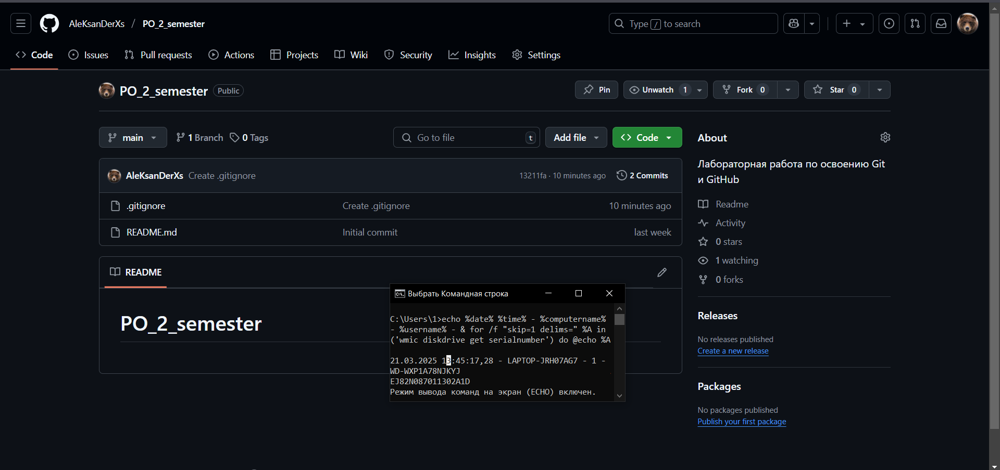 AleKsanDerXs / PO_2_semester
Type / to search
Code Issues Pull requests Actions Projects Wiki Security Insights Settings
PO_2_semester Public
Pin Unwatch 1 Fork 0 Star 0
main 1 Branch 0 Tags
Go to file t Add file Code
AleKsanDerXs Create .gitignore 13211fa · 10 minutes ago 2 Commits
.gitignore Create .gitignore 10 minutes ago
README.md Initial commit last week
README
PO_2_semester
Выбрать Командная строка
C:\Users\1>echo %date% %time% - %computername%
- %username% - & for /f "skip=1 delims=" %A in
('wmic diskdrive get serialnumber') do @echo %A
21.03.2025 13:45:17,28 - LAPTOP-JRH07AG7 - 1 -
WD-WXP1A78NJKYJ
EJ82N087011302A1D
Режим вывода команд на экран (ECHO) включен.
About
Лабораторная работа по освоению Git
и GitHub
Readme
Activity
0 stars
1 watching
0 forks
Releases
No releases published
Create a new release
Packages
No packages published
Publish your first package